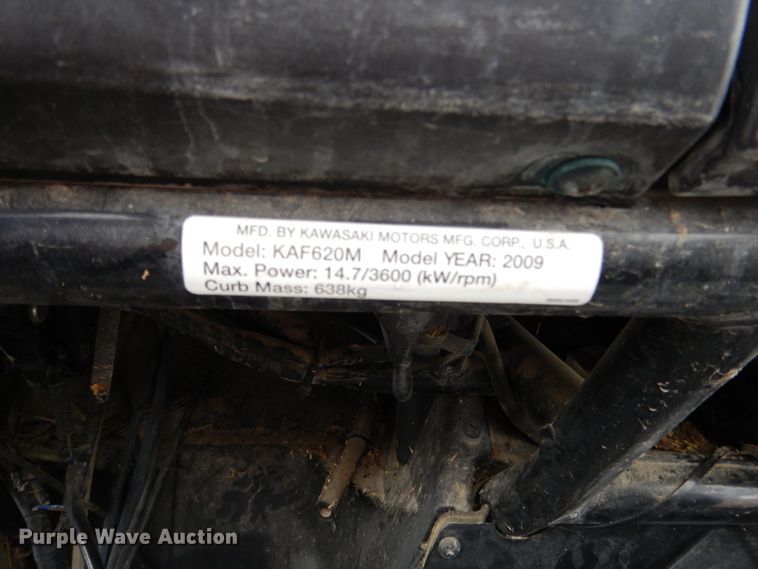 MFD. BY KAWASAKI MOTORS MFG. CORP., U.S.A.
Model: KAF620M Model YEAR: 2009
Max. Power: 14.7/3600 (kW/rpm)
Curb Mass: 638kg
Purple Wave Auction